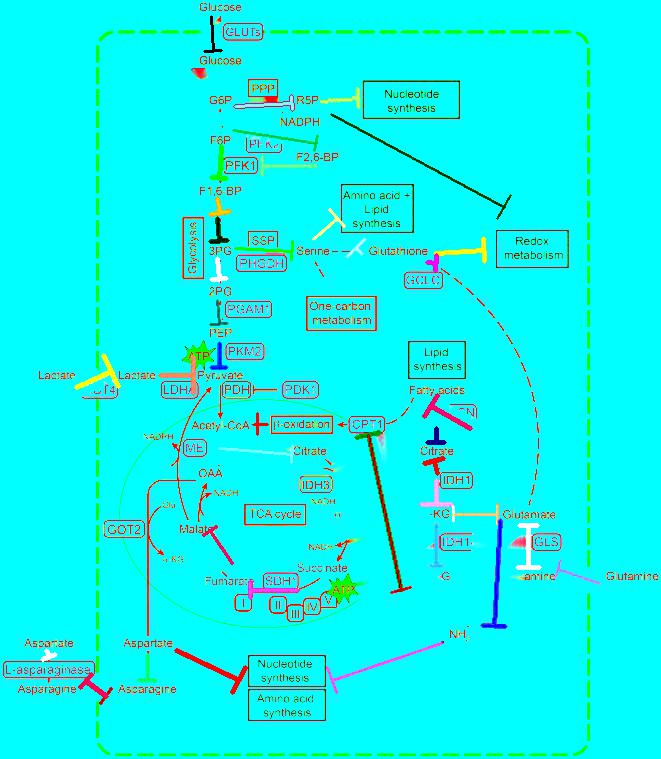 Glucose
GLUTs
Glucose
PPP
G6P
R5P
Nucleotide
synthesis
NADPH
F6P
PFK2
F2,6-BP
PFK1
F1,6-BP
Amino acid +
Lipid
synthesis
Glycolysis
SSP
3PG
Serine
Glutathione
Redox
metabolism
PHGDH
GCLC
2PG
One-carbon
metabolism
PGAM1
PEP
ATP
PKM2
Lipid
synthesis
Lactate
Lactate
Pyruvate
LDHA
PDH
PDK1
Fatty acids
Acetyl-CoA
β-oxidation
CPT1
NADPH
ME
Citrate
Citrate
OAA
IDH3
IDH1
NADH
NADH
Glu
TCA cycle
-KG
Glutamate
GOT2
Malate
IDH1
GLS
α-KG
NADH
Succinate
-G
amine
Glutamine
Fumarate
SDH1
ATP
I
II
III
IV
V
NH
Aspartate
Aspartate
L-asparaginase
Nucleotide
synthesis
Asparagine
Asparagine
Amino acid
synthesis